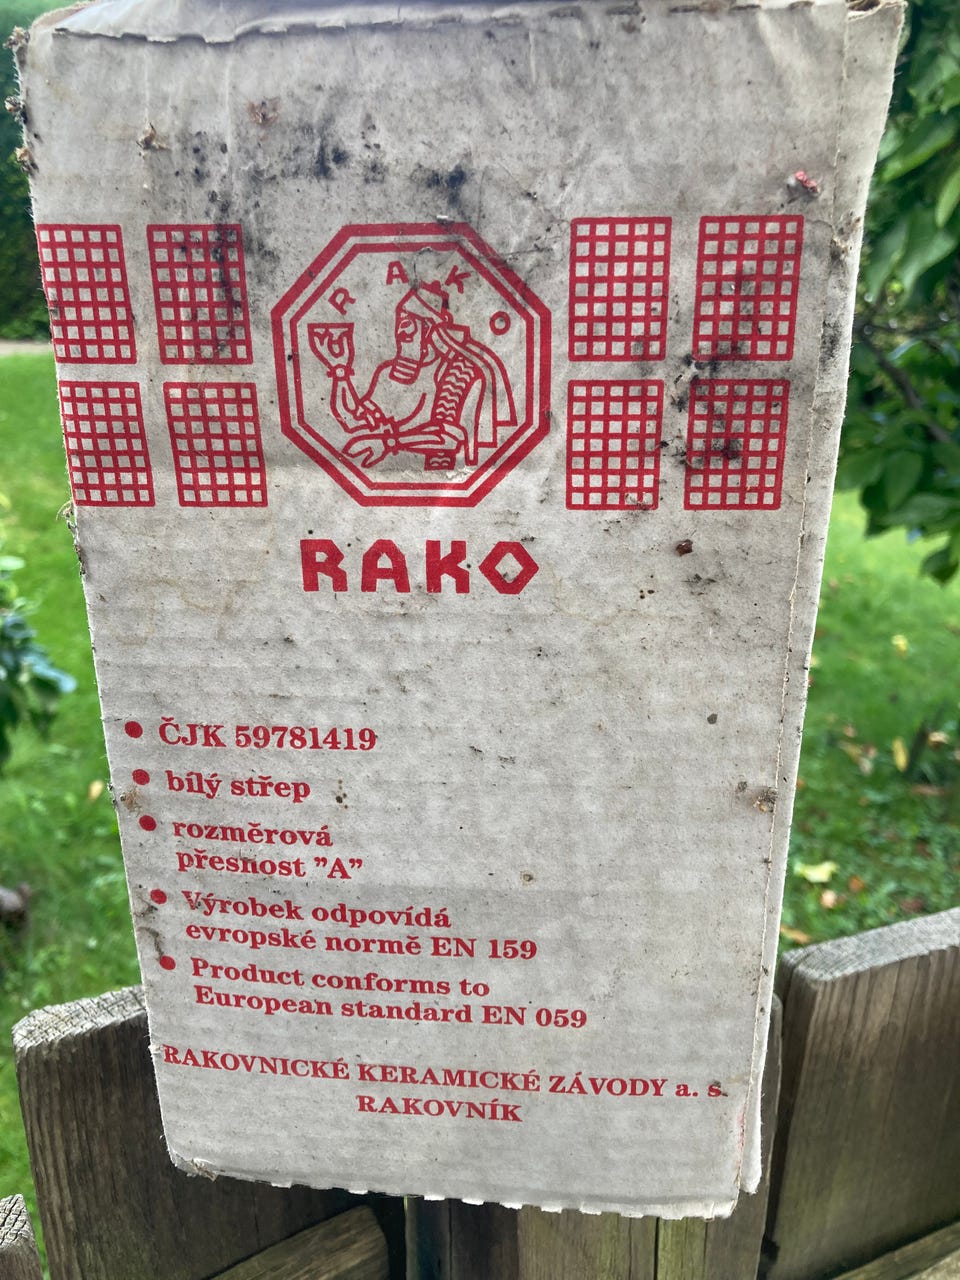 RAKO
RAKO
• ČJK 59781419
• bílý střep
• rozměrová
přesnost ”A”
• Výrobek odpovídá
evropské normě EN 159
• Product conforms to
European standard EN 059
RAKOVNICKÉ KERAMICKÉ ZÁVODY a. s.
RAKOVNÍK